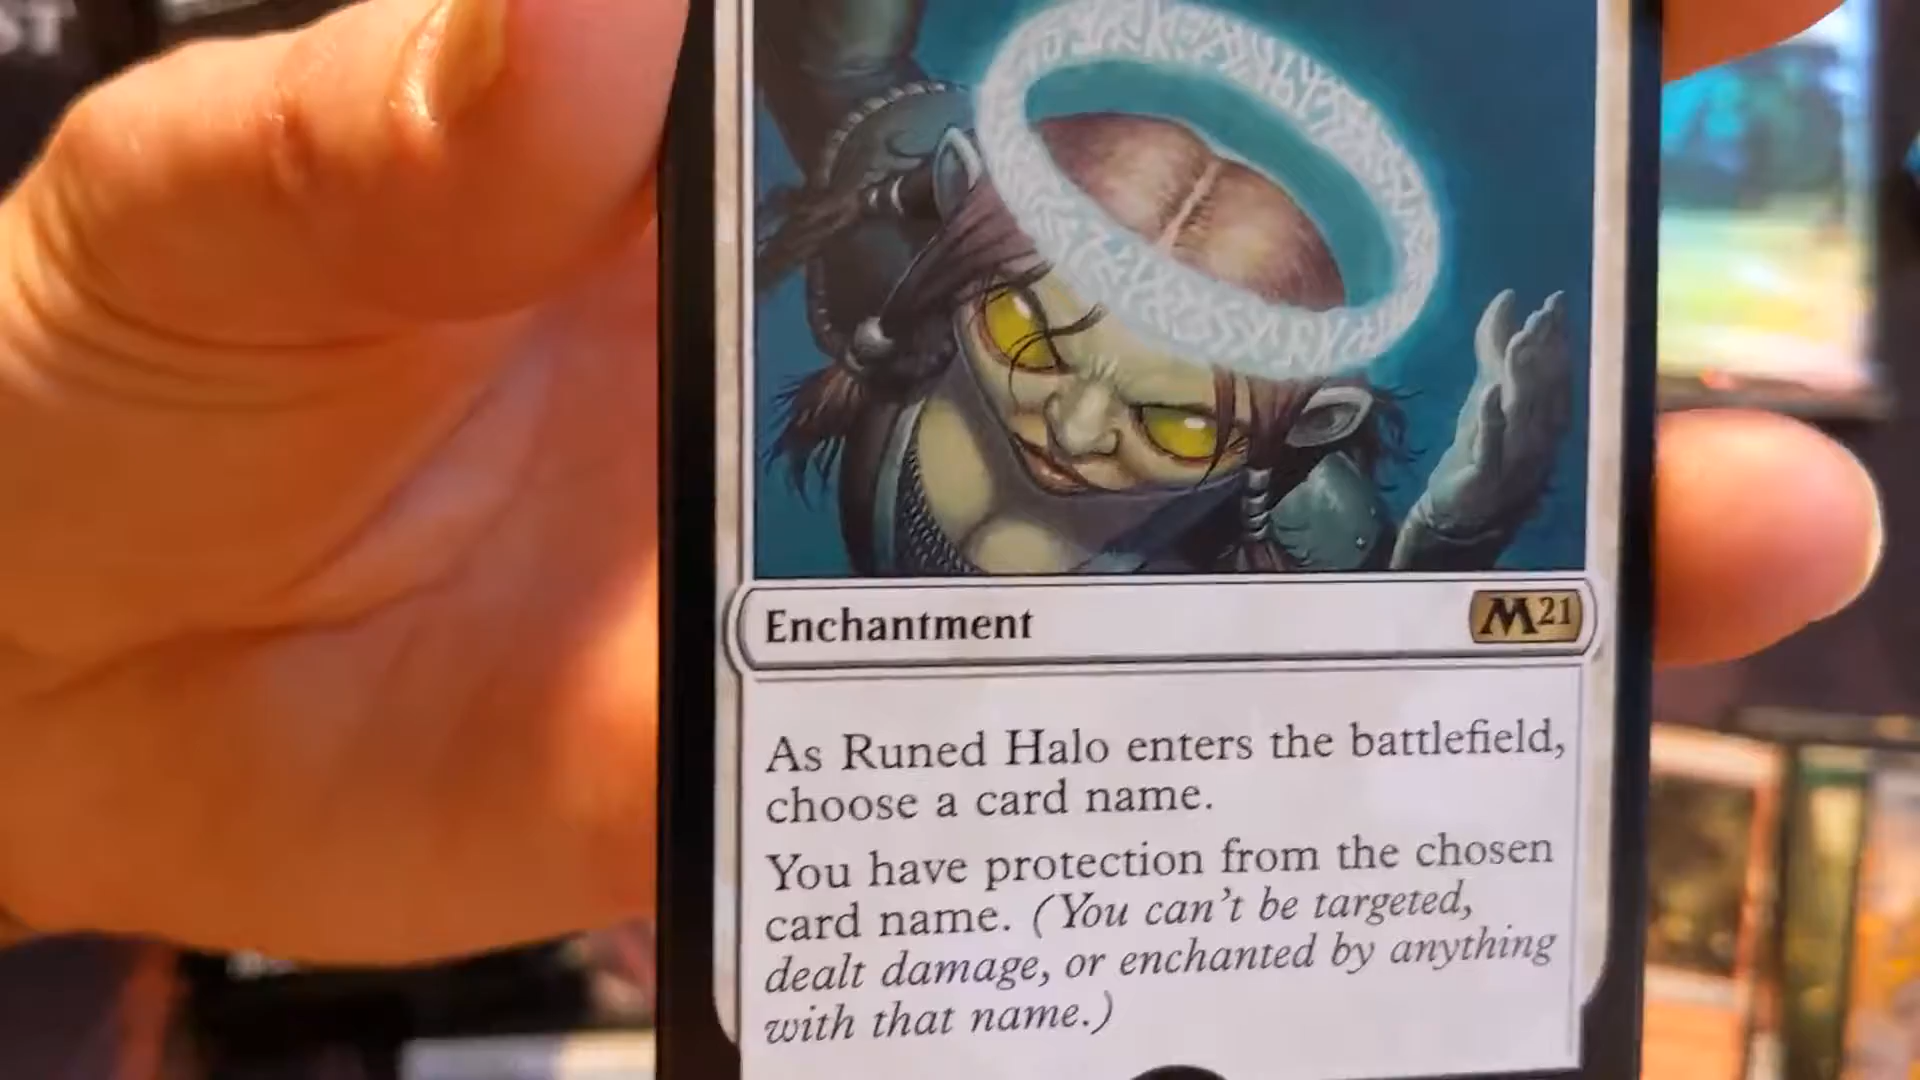 ST
Enchantment
M21
As Runed Halo enters the battlefield,
choose a card name.
You have protection from the chosen
card name. (You can't be targeted,
dealt damage, or enchanted by anything
with that name.)